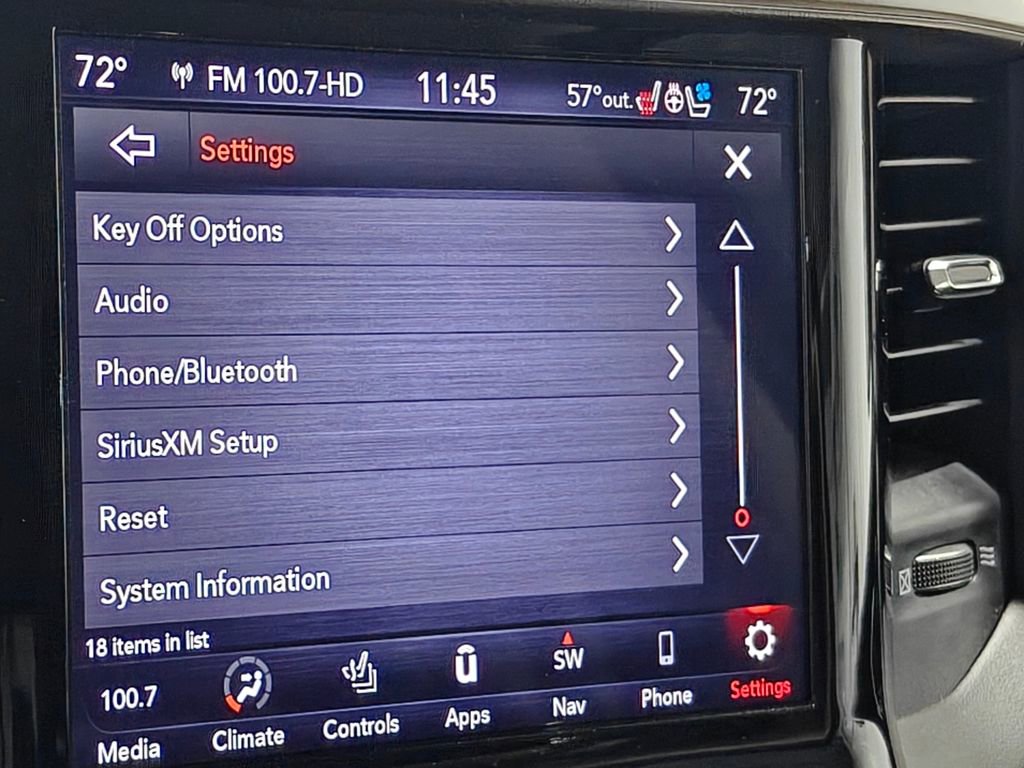 72° FM 100.7-HD 11:45 57°out. 72°
Settings X
Key Off Options
Audio
Phone/Bluetooth
SiriusXM Setup
Reset
System Information
18 items in list
100.7 SW
Media Climate Controls Apps Nav Phone Settings